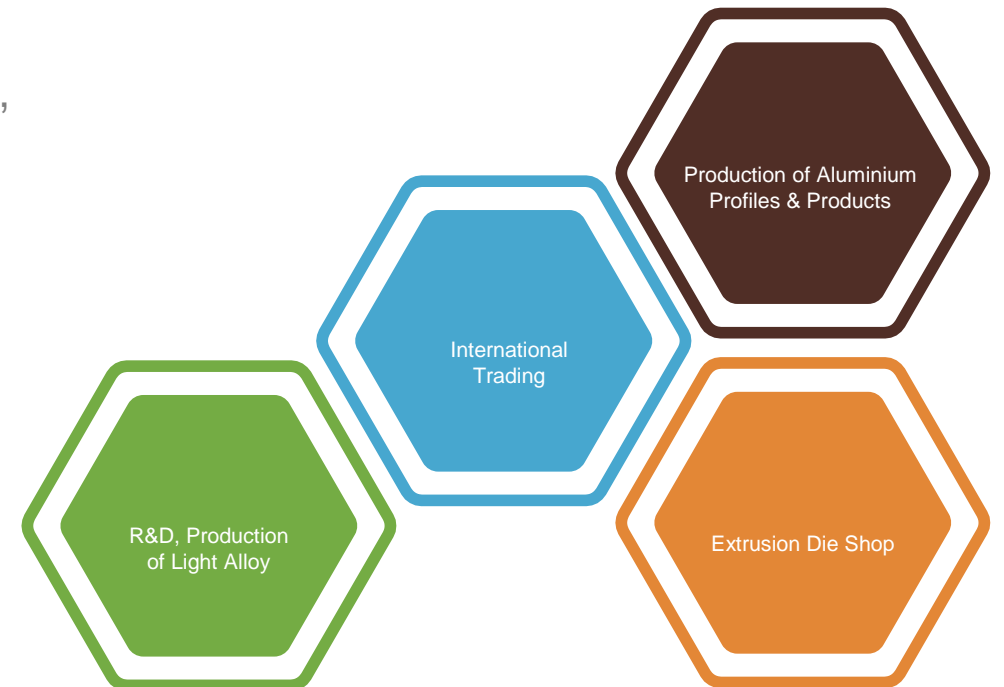 ,
Production of Aluminium
Profiles & Products
International
Trading
R&D, Production
of Light Alloy
Extrusion Die Shop